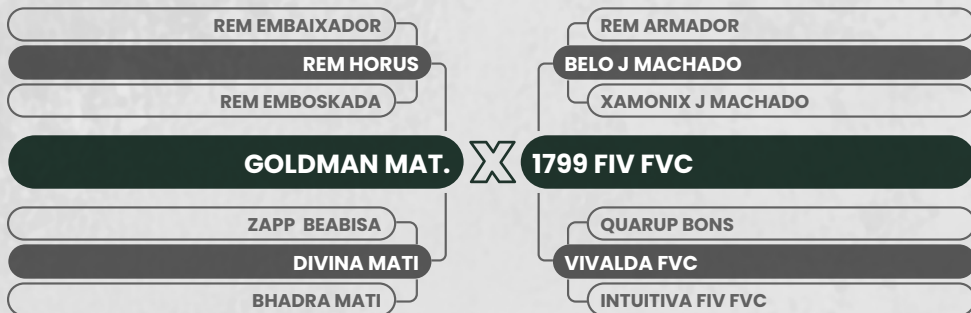 REM EMBAIXADOR
REM HORUS
REM EMBOSKADA
GOLDMAN MAT.
ZAPP BEABISA
DIVINA MATI
BHADRA MATI
X
REM ARMADOR
BELO J MACHADO
XAMONIX J MACHADO
1799 FIV FVC
QUARUP BONS
VIVALDA FVC
INTUITIVA FIV FVC